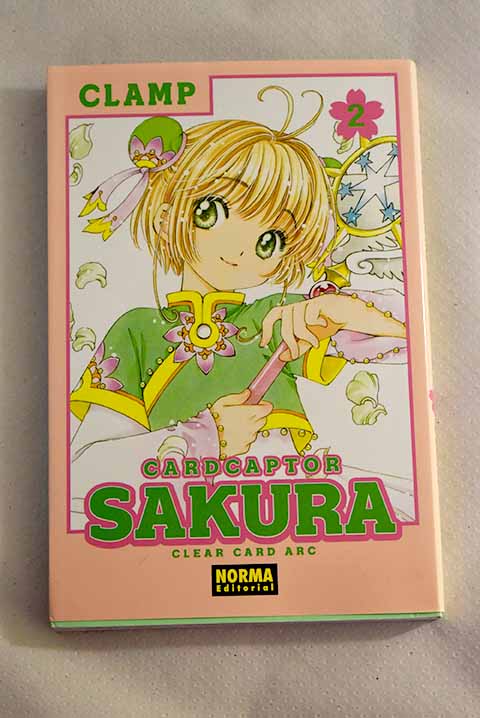 CLAMP
2
CARDCAPTOR
SAKURA
CLEAR CARD ARC
NORMA
Editorial